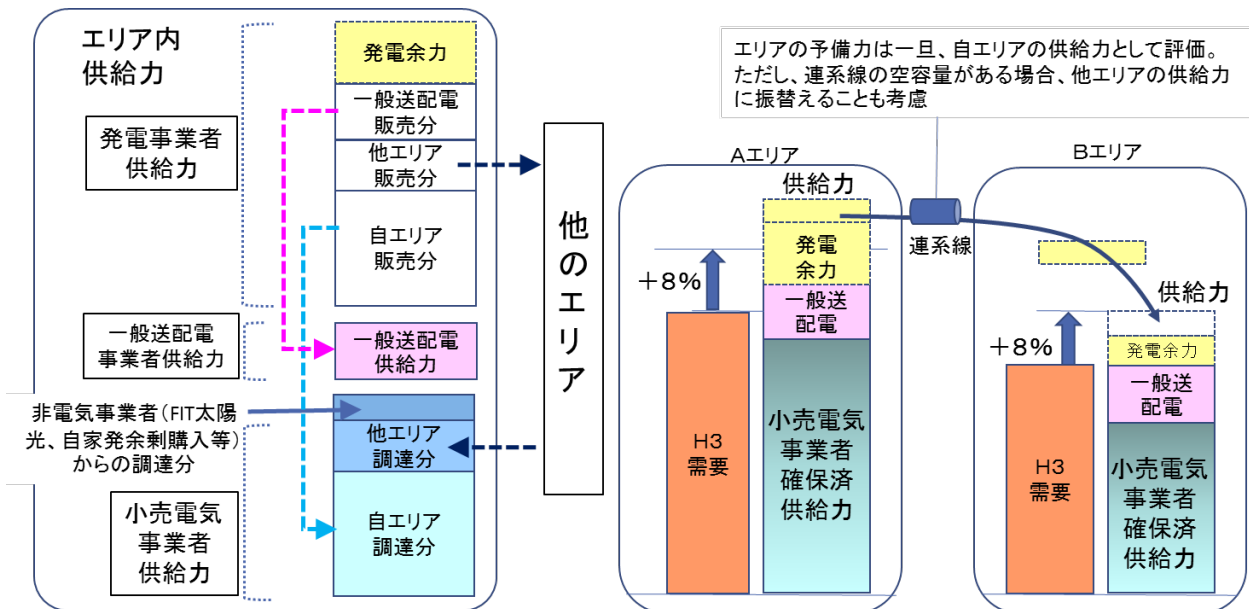 エリア内
供給力
発電事業者
供給力
一般送配電
事業者供給力
非電気事業者(FIT太陽
光、自家発余剰購入等)
からの調達分
小売電気
事業者
供給力
発電余力
一般送配電
販売分
他エリア
販売分
自エリア
販売分
一般送配電
供給力
他エリア
調達分
自エリア
調達分
他のエリア
エリアの予備力は一旦、自エリアの供給力として評価。
ただし、連系線の空容量がある場合、他エリアの供給力
に振替えることも考慮
Aエリア
供給力
発電
余力
+8%
一般送
配電
H3
需要
小売電気
事業者
確保済
供給力
連系線
Bエリア
供給力
+8%
発電余力
一般送
配電
H3
需要
小売電気
事業者
確保済
供給力